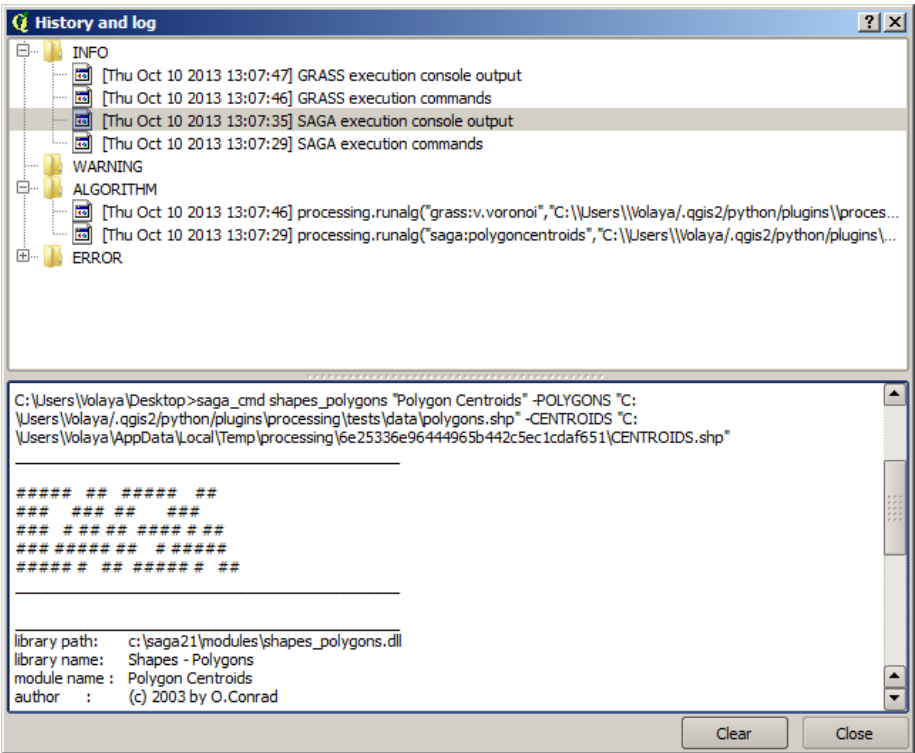 History and log
INFO
[Thu Oct 10 2013 13:07:47] GRASS execution console output
[Thu Oct 10 2013 13:07:46] GRASS execution commands
[Thu Oct 10 2013 13:07:35] SAGA execution console output
[Thu Oct 10 2013 13:07:29] SAGA execution commands
WARNING
ALGORITHM
[Thu Oct 10 2013 13:07:46] processing.runalg("grass:v.voronoi","C:\\Users\\Volaya/.qgis2/python/plugins\\proces...
[Thu Oct 10 2013 13:07:29] processing.runalg("saga:polygoncentroids","C:\\Users\\Volaya/.qgis2/python/plugins\...
ERROR
C:\Users\Volaya\Desktop>saga_cmd shapes_polygons "Polygon Centroids" -POLYGONS "C:
\Users\Volaya/.qgis2/python/plugins\processing\tests\data\polygons.shp" -CENTROIDS "C:
\Users\Volaya\AppData\Local\Temp\processing\6e25336e96444965b442c5ec1cdaf651\CENTROIDS.shp"
_____________________________________________
##### ## ##### ##
### ### ## ###
### # ## ## #### # ##
### ##### ## # #####
##### # ## ##### # ##
_____________________________________________
_____________________________________________
library path: c:\saga21\modules\shapes_polygons.dll
library name: Shapes - Polygons
module name : Polygon Centroids
author : (c) 2003 by O.Conrad
Clear Close